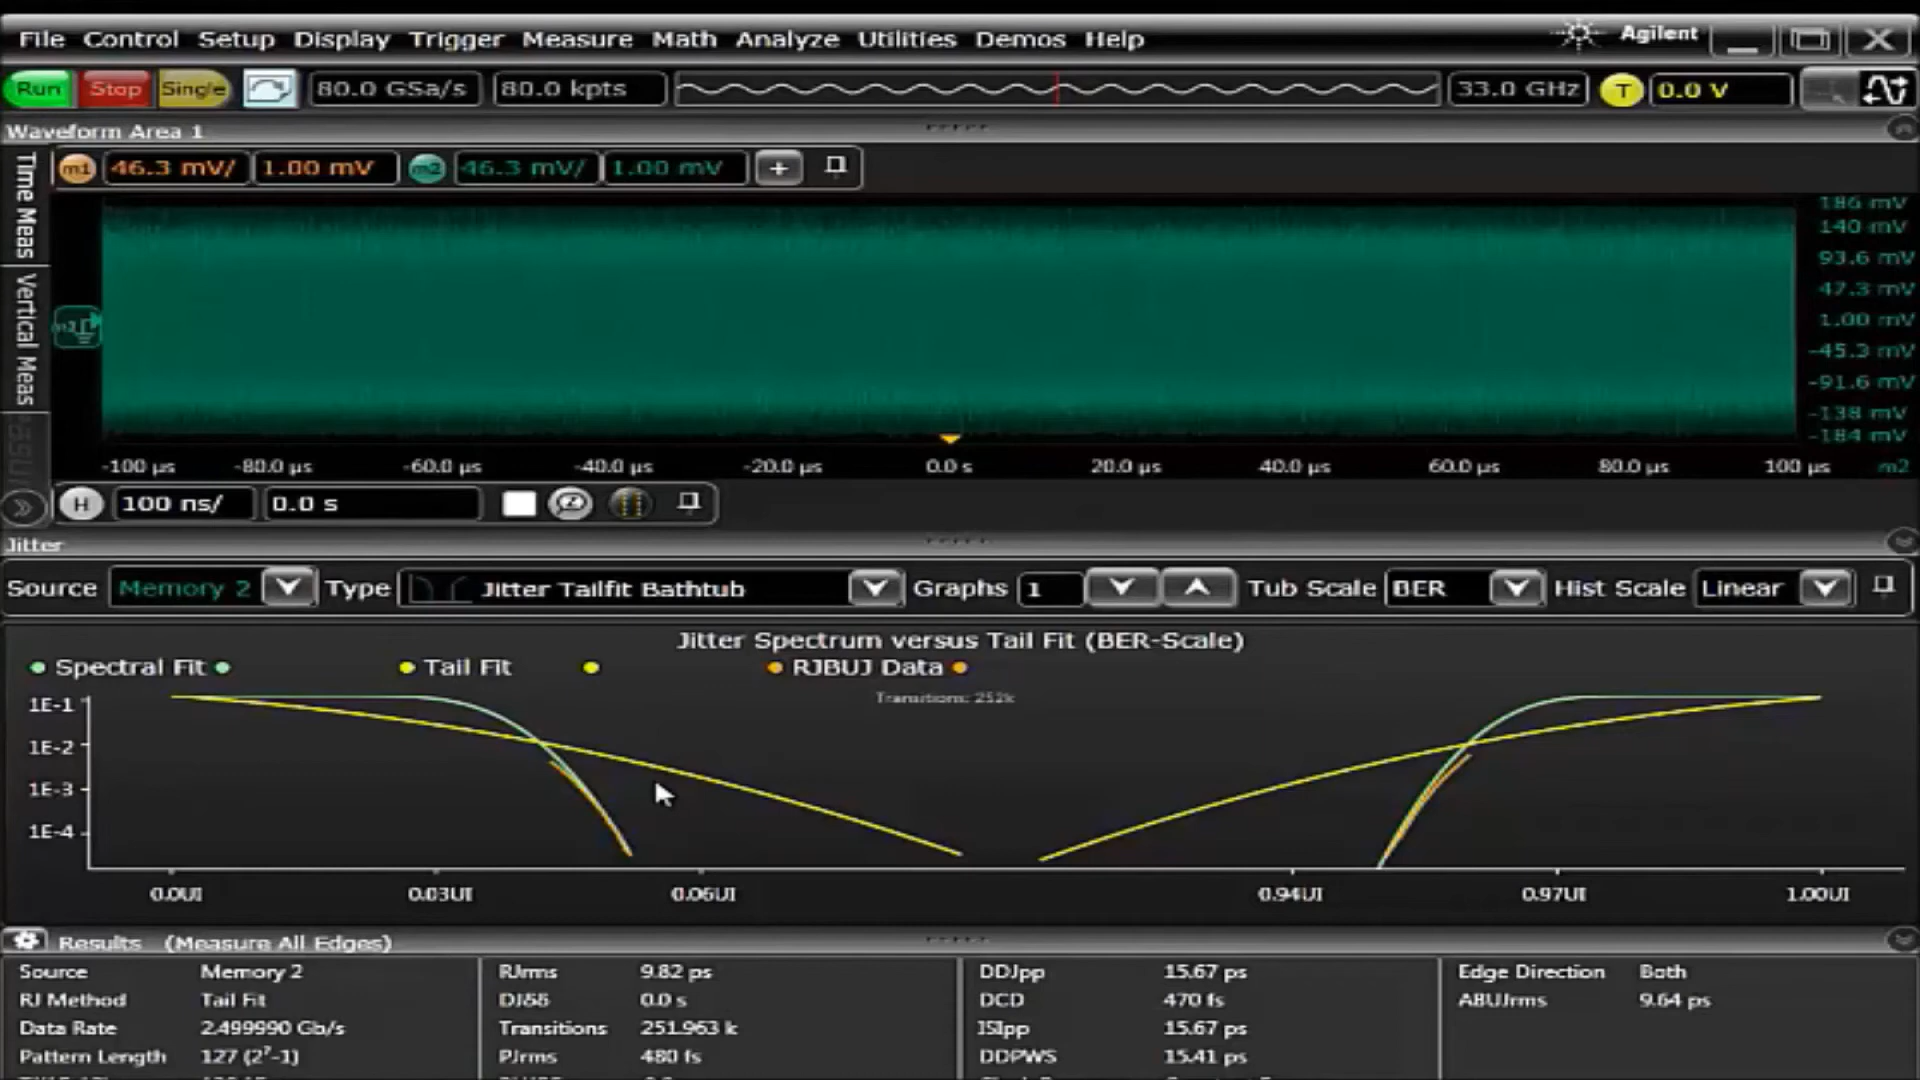 File Control Setup Display Trigger Measure Math Analyze Utilities Demos Help
Agilent
Run Stop Single 80.0 GSa/s 80.0 kpts 33.0 GHz T 0.0 V
Waveform Area 1
m1 46.3 mV/ 1.00 mV m2 46.3 mV/ 1.00 mV +
Time Meas
Vertical Meas
186 mV
140 mV
93.6 mV
47.3 mV
1.00 mV
-45.3 mV
-91.6 mV
-138 mV
-184 mV
-100 µs -80.0 µs -60.0 µs -40.0 µs -20.0 µs 0.0 s 20.0 µs 40.0 µs 60.0 µs 80.0 µs 100 µs m2
H 100 ns/ 0.0 s
Jitter
Source Memory 2 Type Jitter Tailfit Bathtub Graphs 1 Tub Scale BER Hist Scale Linear
Jitter Spectrum versus Tail Fit (BER-Scale)
Spectral Fit Tail Fit RJBUJ Data
Transitions: 252k
1E-1
1E-2
1E-3
1E-4
0.0UI 0.03UI 0.06UI 0.94UI 0.97UI 1.00UI
Results (Measure All Edges)
Source Memory 2 RJrms 9.82 ps DDJpp 15.67 ps Edge Direction Both
RJ Method Tail Fit DJδδ 0.0 s DCD 470 fs ABUJrms 9.64 ps
Data Rate 2.499990 Gb/s Transitions 251.963 k ISIpp 15.67 ps
Pattern Length 127 (2⁷-1) PJrms 480 fs DDPWS 15.41 ps